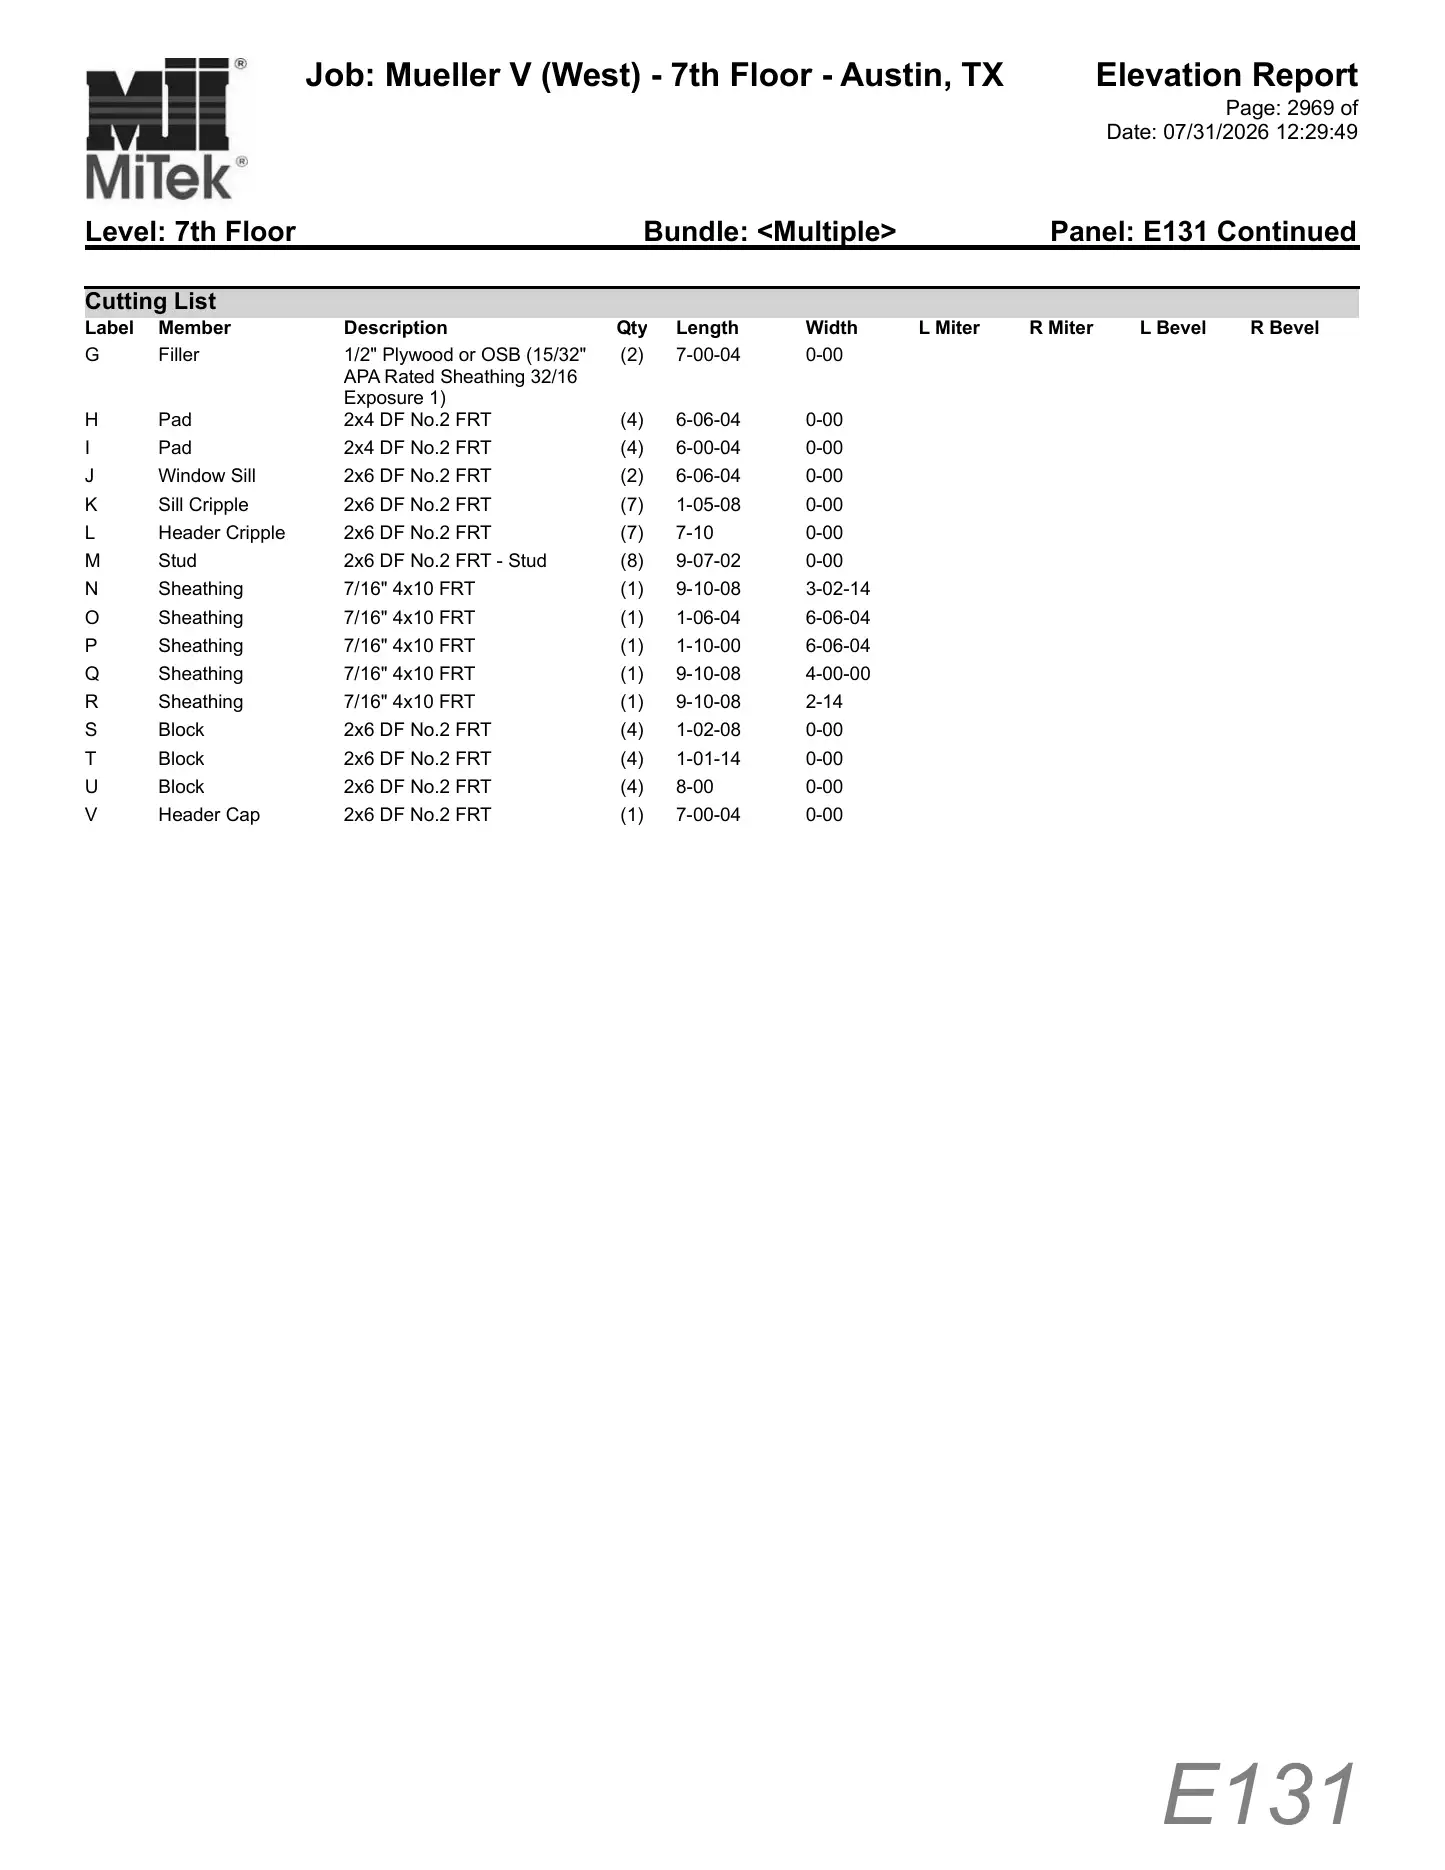 MiTek®
®
Job: Mueller V (West) - 7th Floor - Austin, TX
Elevation Report
Page: 2969 of
Date: 07/31/2026 12:29:49
Level: 7th Floor Bundle: <Multiple> Panel: E131 Continued
Cutting List
Label Member Description Qty Length Width L Miter R Miter L Bevel R Bevel
G Filler 1/2" Plywood or OSB (15/32" (2) 7-00-04 0-00
APA Rated Sheathing 32/16
Exposure 1)
H Pad 2x4 DF No.2 FRT (4) 6-06-04 0-00
I Pad 2x4 DF No.2 FRT (4) 6-00-04 0-00
J Window Sill 2x6 DF No.2 FRT (2) 6-06-04 0-00
K Sill Cripple 2x6 DF No.2 FRT (7) 1-05-08 0-00
L Header Cripple 2x6 DF No.2 FRT (7) 7-10 0-00
M Stud 2x6 DF No.2 FRT - Stud (8) 9-07-02 0-00
N Sheathing 7/16" 4x10 FRT (1) 9-10-08 3-02-14
O Sheathing 7/16" 4x10 FRT (1) 1-06-04 6-06-04
P Sheathing 7/16" 4x10 FRT (1) 1-10-00 6-06-04
Q Sheathing 7/16" 4x10 FRT (1) 9-10-08 4-00-00
R Sheathing 7/16" 4x10 FRT (1) 9-10-08 2-14
S Block 2x6 DF No.2 FRT (4) 1-02-08 0-00
T Block 2x6 DF No.2 FRT (4) 1-01-14 0-00
U Block 2x6 DF No.2 FRT (4) 8-00 0-00
V Header Cap 2x6 DF No.2 FRT (1) 7-00-04 0-00
E131